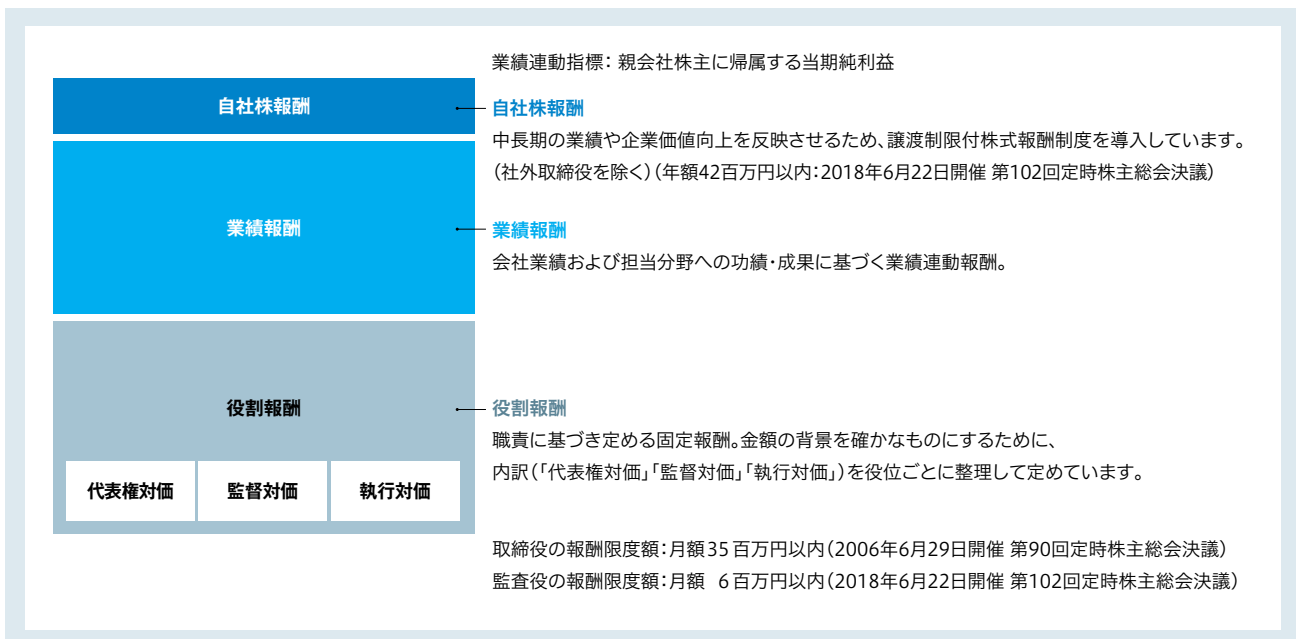 業績連動指標： 親会社株主に帰属する当期純利益
自社株報酬
自社株報酬
中長期の業績や企業価値向上を反映させるため、譲渡制限付株式報酬制度を導入しています。
（社外取締役を除く）（年額42百万円以内：2018年6月22日開催 第102回定時株主総会決議）
業績報酬
業績報酬
会社業績および担当分野への功績・成果に基づく業績連動報酬。
役割報酬
役割報酬
職責に基づき定める固定報酬。金額の背景を確かなものにするために、
内訳（「代表権対価」「監督対価」「執行対価」）を役位ごとに整理して定めています。
代表権対価 監督対価 執行対価
取締役の報酬限度額：月額35百万円以内（2006年6月29日開催 第90回定時株主総会決議）
監査役の報酬限度額：月額 6百万円以内（2018年6月22日開催 第102回定時株主総会決議）